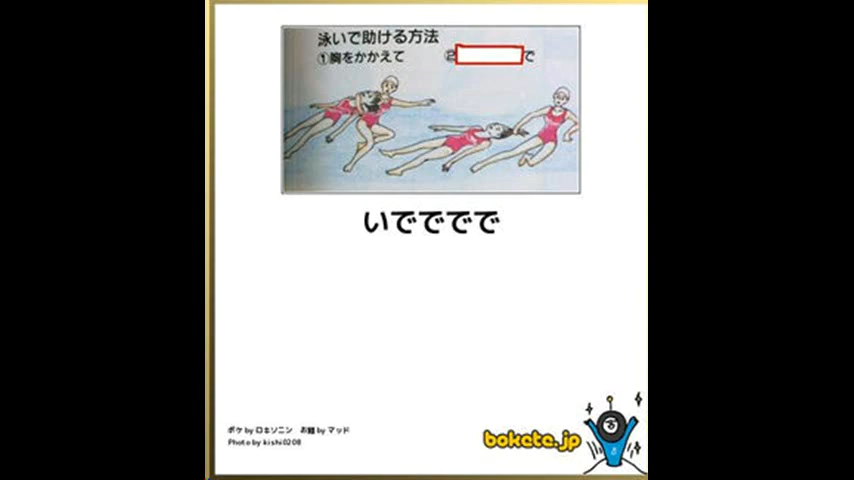 泳いで助ける方法
①胸をかかえて ②で
いでででで
ボケ by ロキソニン お題 by マッド
Photo by kishi0208
bokete.jp